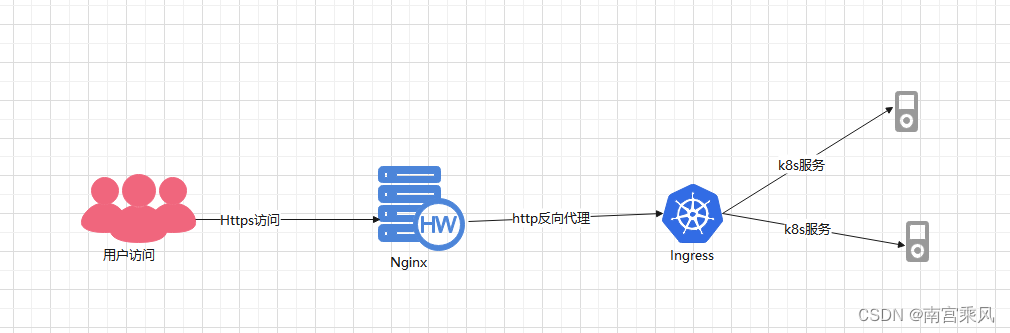 用户访问
Https访问
HW
Nginx
http反向代理
Ingress
k8s服务
k8s服务
CSDN @南宫乘风